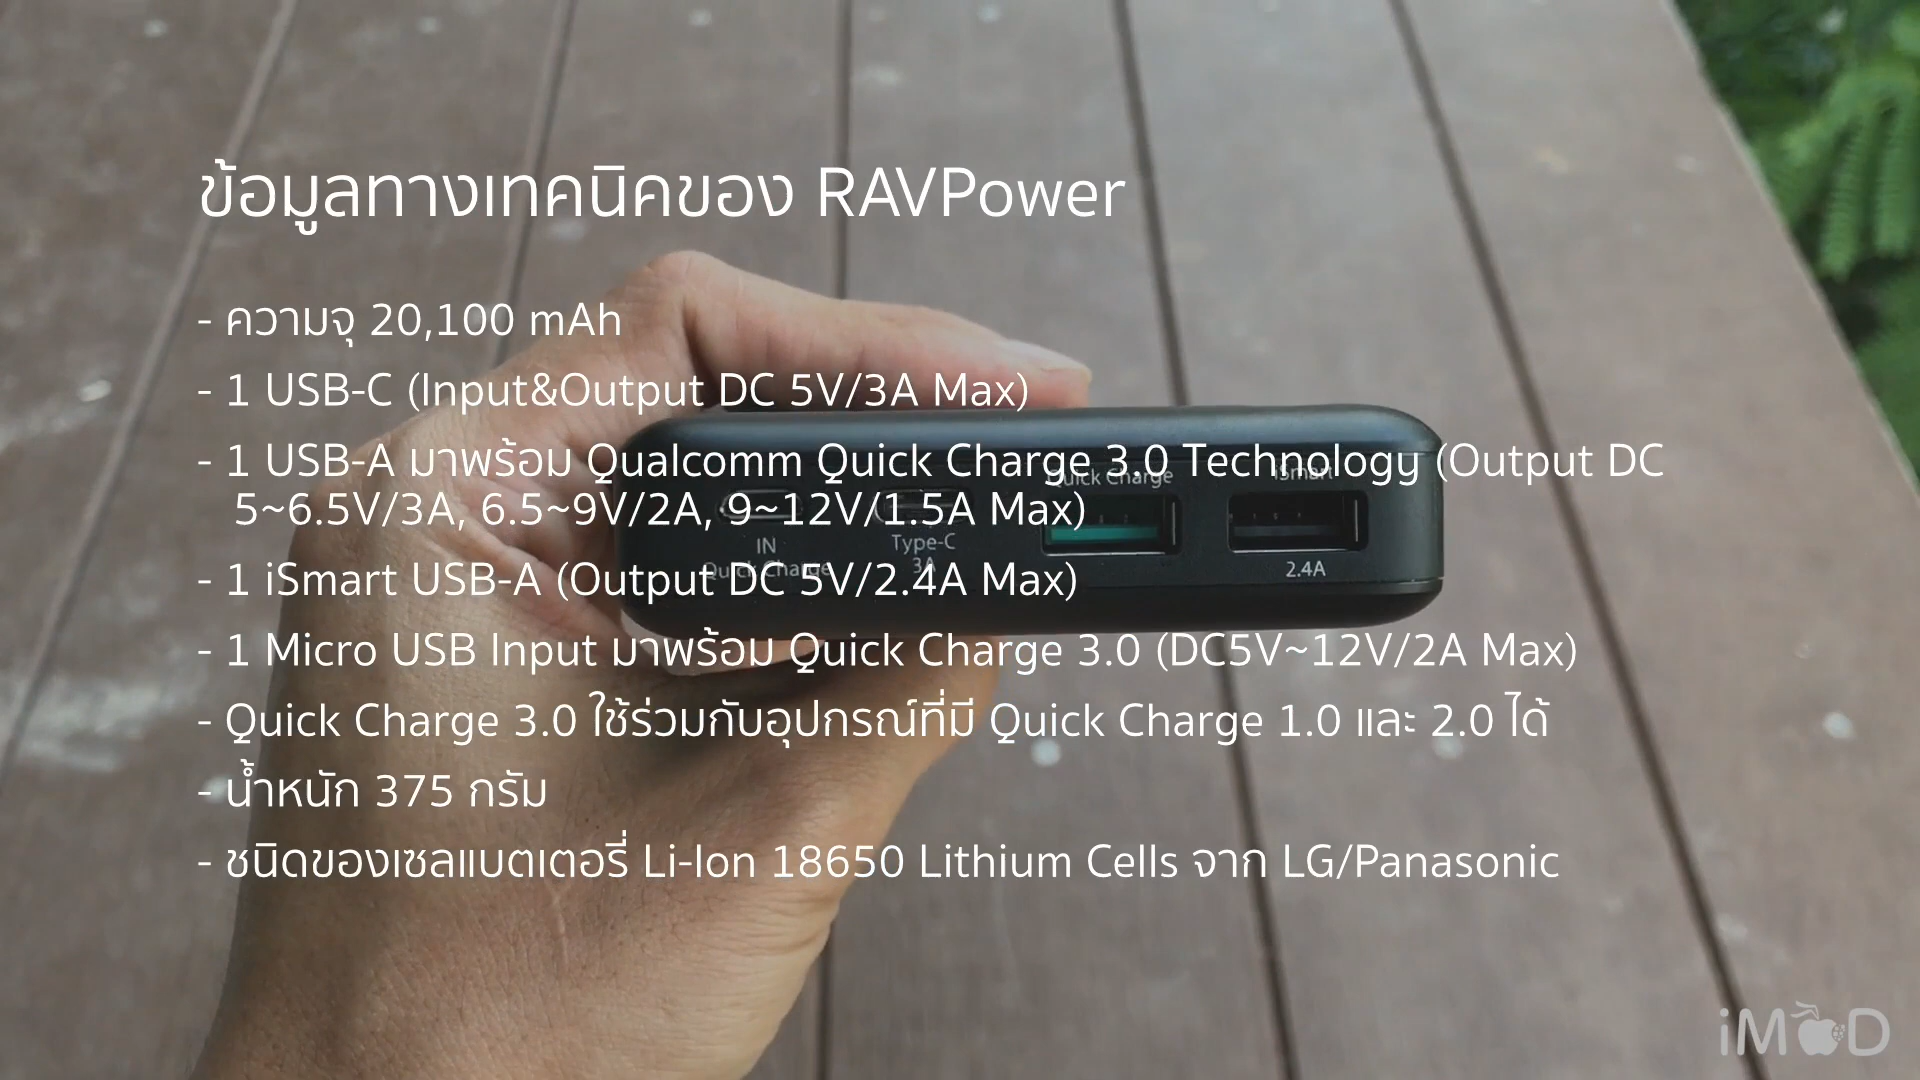 ข้อมูลทางเทคนิคของ RAVPower
- ความจุ 20,100 mAh
- 1 USB-C (Input&Output DC 5V/3A Max)
- 1 USB-A มาพร้อม Qualcomm Quick Charge 3.0 Technology (Output DC
5~6.5V/3A, 6.5~9V/2A, 9~12V/1.5A Max)
- 1 iSmart USB-A (Output DC 5V/2.4A Max)
- 1 Micro USB Input มาพร้อม Quick Charge 3.0 (DC5V~12V/2A Max)
- Quick Charge 3.0 ใช้ร่วมกับอุปกรณ์ที่มี Quick Charge 1.0 และ 2.0 ได้
- น้ำหนัก 375 กรัม
- ชนิดของเซลแบตเตอรี่ Li-Ion 18650 Lithium Cells จาก LG/Panasonic
Quick Charge
iSmart
IN
Quick Charge
Type-C
3A
2.4A
iMOD